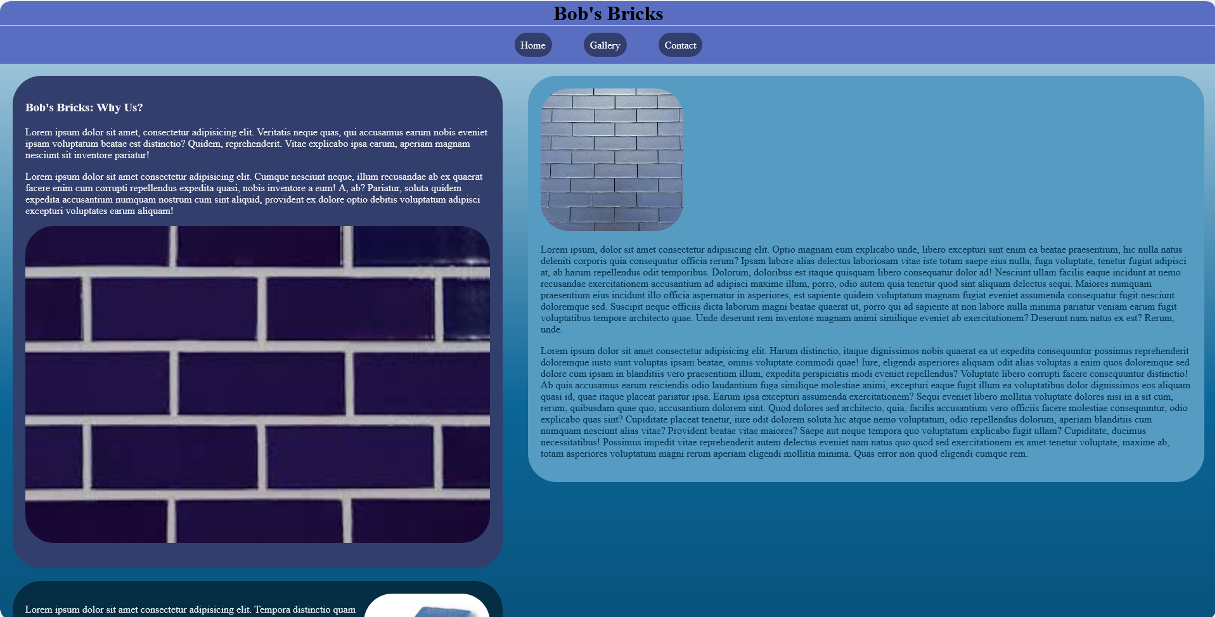 Bob's Bricks
Home
Gallery
Contact
Bob's Bricks: Why Us?
Lorem ipsum dolor sit amet, consectetur adipisicing elit. Veritatis neque quas, qui accusamus earum nobis eveniet
ipsam voluptatum beatae est distinctio? Quidem, reprehenderit. Vitae explicabo ipsa earum, aperiam magnam
nesciunt sit inventore pariatur!
Lorem ipsum dolor sit amet consectetur adipisicing elit. Cumque nesciunt neque, illum recusandae ab ex quaerat
facere enim cum corrupti repellendus expedita quasi, nobis inventore a eum! A, ab? Pariatur, soluta quidem
expedita accusantium numquam nostrum cum sint aliquid, provident ex dolore optio debitis voluptatum adipisci
excepturi voluptates earum aliquam!
Lorem ipsum dolor sit amet consectetur adipisicing elit. Tempora distinctio quam
Lorem ipsum, dolor sit amet consectetur adipisicing elit. Optio magnam eum explicabo unde, libero excepturi sint enim ea beatae praesentium, hic nulla natus
deleniti corporis quia consequatur officia rerum? Ipsam labore alias delectus laboriosam vitae iste totam saepe eius nulla, fuga voluptate, tenetur fugiat adipisci
at, ab harum repellendus odit temporibus. Dolorum, doloribus est itaque quisquam libero consequatur dolor ad! Nesciunt ullam facilis eaque incidunt at nemo
recusandae exercitationem accusantium ad adipisci maxime illum, porro, odio autem quia tenetur quod sint aliquam delectus sequi. Maiores numquam
praesentium eius incidunt illo officia aspernatur in asperiores, est sapiente quidem voluptatum magnam fugiat eveniet assumenda consequatur fugit nesciunt
doloremque sed. Suscipit neque officiis dicta laborum magni beatae quaerat ut, porro qui ad sapiente at non labore nulla minima pariatur veniam earum fugit
voluptatibus tempore architecto quae. Unde deserunt rem inventore magnam animi similique eveniet ab exercitationem? Deserunt nam natus ex est? Rerum,
unde.
Lorem ipsum dolor sit amet consectetur adipisicing elit. Harum distinctio, itaque dignissimos nobis quaerat ea ut expedita consequuntur possimus reprehenderit
doloremque iusto sunt voluptas ipsam beatae, omnis voluptate commodi quae! Iure, eligendi asperiores aliquam odit alias voluptas a enim quos doloremque sed
dolore cum ipsam in blanditiis vero praesentium illum, expedita perspiciatis modi eveniet repellendus? Voluptate libero corrupti facere consequuntur distinctio!
Ab quis accusamus earum reiciendis odio laudantium fuga similique molestiae animi, excepturi eaque fugit illum ea voluptatibus dolor dignissimos eos aliquam
quasi id, quae itaque placeat pariatur ipsa. Earum ipsa excepturi assumenda exercitationem? Sequi eveniet libero mollitia voluptate dolores nisi in a sit cum,
rerum, quibusdam quae quo, accusantium dolorem sint. Quod dolores sed architecto, quia, facilis accusantium vero officiis facere molestiae consequuntur, odio
explicabo quas sint? Cupiditate placeat tenetur, iure odit dolorem soluta hic atque nemo voluptatum, odio repellendus dolorum, aperiam blanditiis cum
numquam nesciunt alias vitae? Provident beatae vitae maiores? Saepe aut neque tempora quo voluptatum explicabo fugit ullam? Cupiditate, ducimus
necessitatibus! Possimus impedit vitae reprehenderit autem delectus eveniet nam natus quo quod sed exercitationem ex amet tenetur voluptate, maxime ab,
totam asperiores voluptatum magni rerum aperiam eligendi mollitia minima. Quas error non quod eligendi cumque rem.